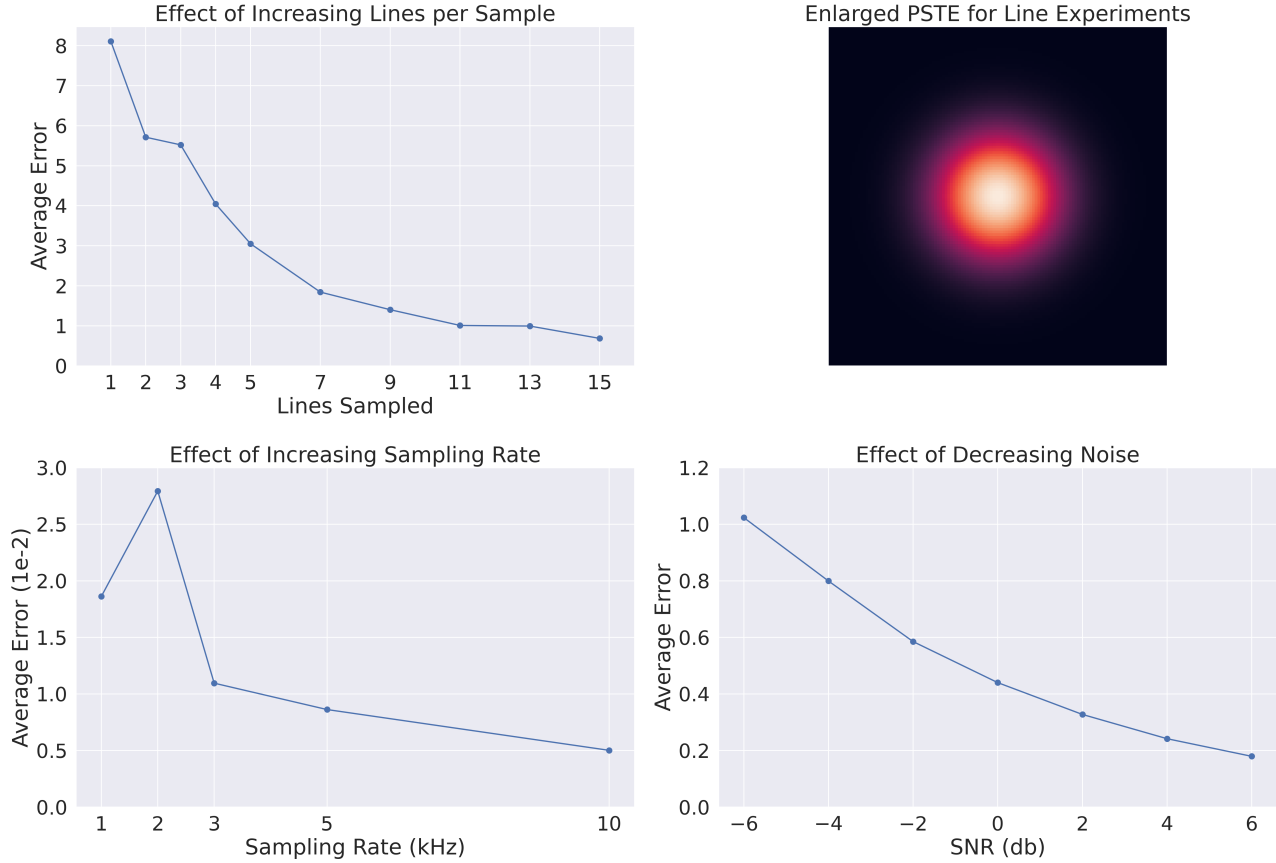 Effect of Increasing Lines per Sample
Average Error
8
7
6
5
4
3
2
1
0
1 2 3 4 5 7 9 11 13 15
Lines Sampled
Enlarged PSTE for Line Experiments
Effect of Increasing Sampling Rate
Average Error (1e-2)
3.0
2.5
2.0
1.5
1.0
0.5
0.0
1 2 3 5 10
Sampling Rate (kHz)
Effect of Decreasing Noise
Average Error
1.2
1.0
0.8
0.6
0.4
0.2
0.0
−6 −4 −2 0 2 4 6
SNR (db)